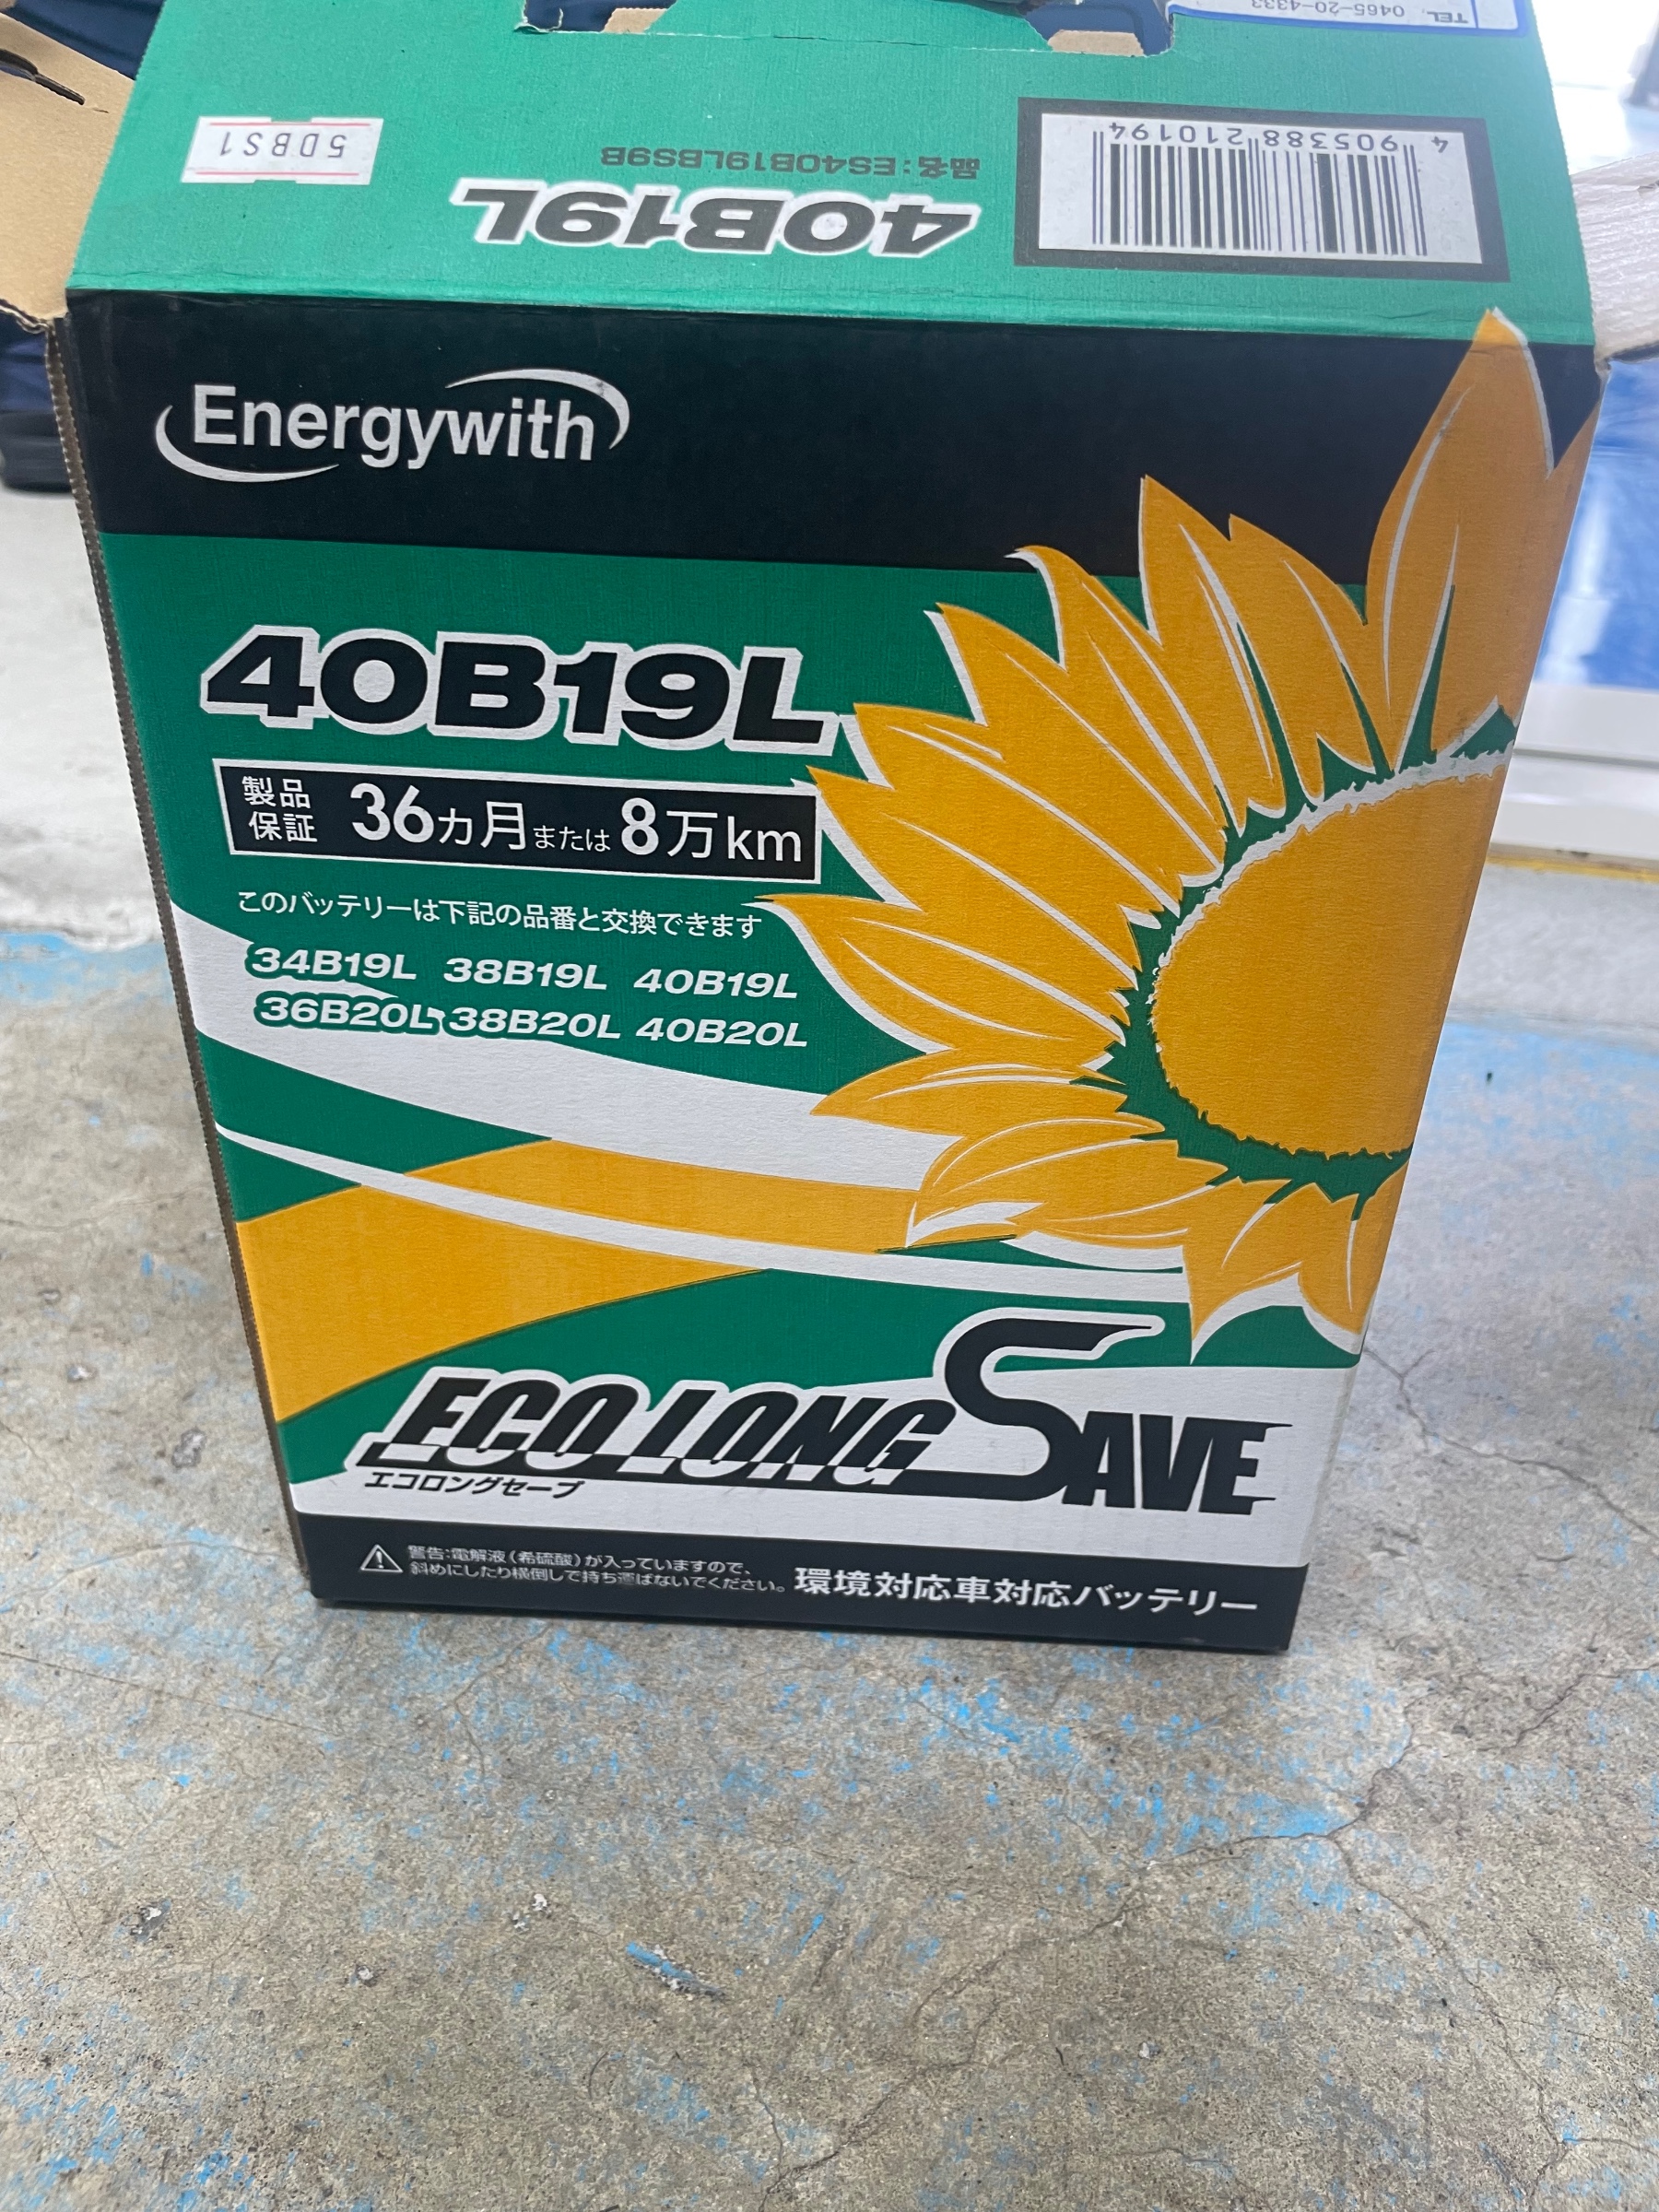 TEL. 0465-20-4333
5DBS1
4 905388 210194
品名:ES40B19LBS9B
40B19L
Energywith
40B19L
製品保証 36カ月または8万km
このバッテリーは下記の品番と交換できます
34B19L 38B19L 40B19L
36B20L 38B20L 40B20L
ECO LONG SAVE
エコロングセーブ
警告:電解液(希硫酸)が入っていますので、
斜めにしたり横倒しで持ち運ばないでください。
環境対応車対応バッテリー